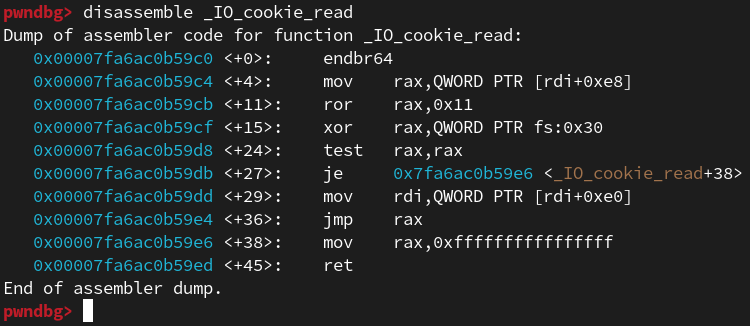 pwndbg> disassemble _IO_cookie_read
Dump of assembler code for function _IO_cookie_read:
   0x00007fa6ac0b59c0 <+0>:     endbr64
   0x00007fa6ac0b59c4 <+4>:     mov    rax,QWORD PTR [rdi+0xe8]
   0x00007fa6ac0b59cb <+11>:    ror    rax,0x11
   0x00007fa6ac0b59cf <+15>:    xor    rax,QWORD PTR fs:0x30
   0x00007fa6ac0b59d8 <+24>:    test   rax,rax
   0x00007fa6ac0b59db <+27>:    je     0x7fa6ac0b59e6 <_IO_cookie_read+38>
   0x00007fa6ac0b59dd <+29>:    mov    rdi,QWORD PTR [rdi+0xe0]
   0x00007fa6ac0b59e4 <+36>:    jmp    rax
   0x00007fa6ac0b59e6 <+38>:    mov    rax,0xffffffffffffffff
   0x00007fa6ac0b59ed <+45>:    ret
End of assembler dump.
pwndbg>